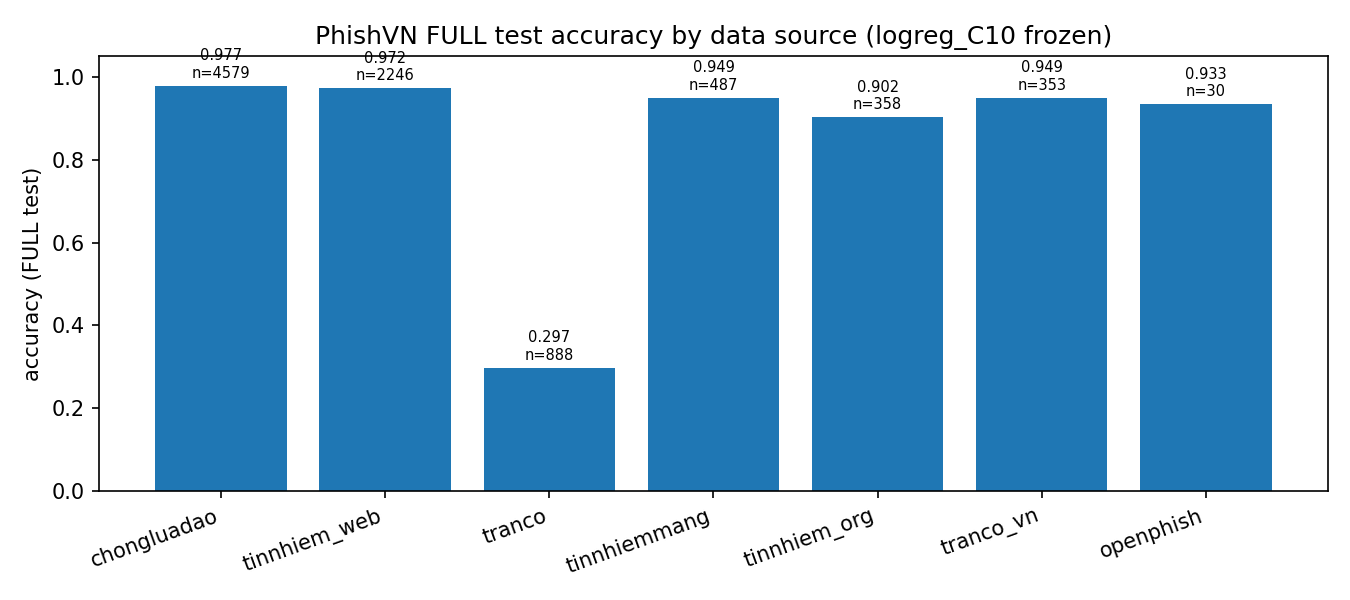 PhishVN FULL test accuracy by data source (logreg_C10 frozen)
accuracy (FULL test)
1.0
0.8
0.6
0.4
0.2
0.0
0.977
n=4579
0.972
n=2246
0.297
n=888
0.949
n=487
0.902
n=358
0.949
n=353
0.933
n=30
chongluadao
tinnhiem_web
tranco
tinnhiemmang
tinnhiem_org
tranco_vn
openphish